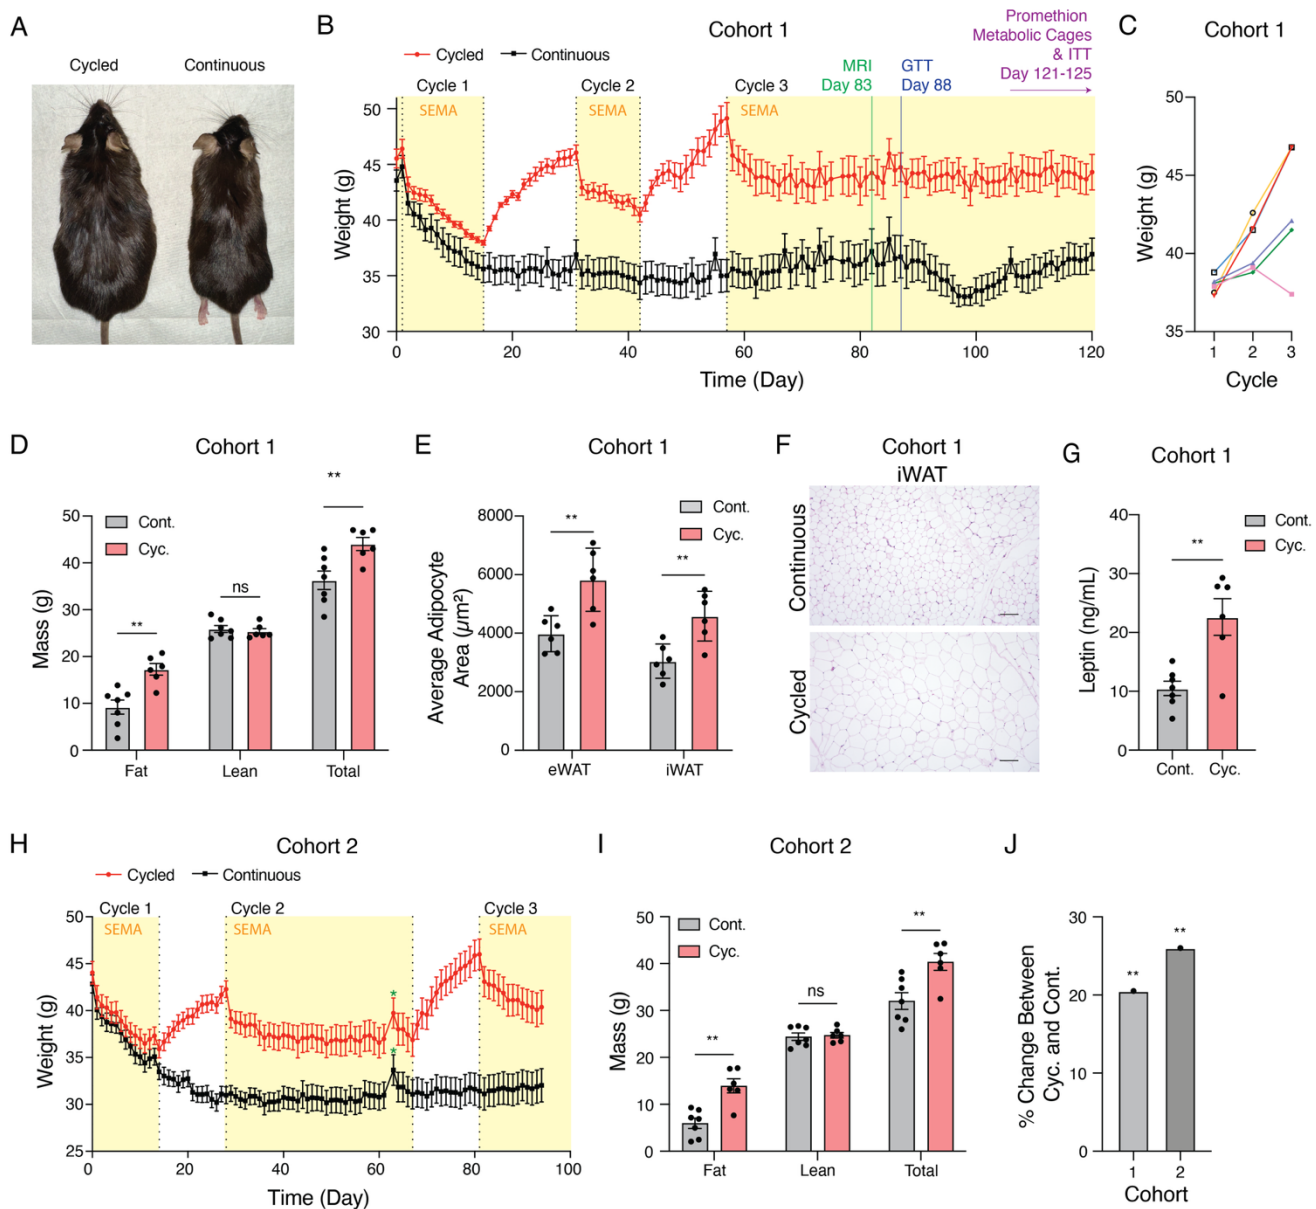 A
Cycled
Continuous
B
Cohort 1
Cycled
Continuous
Promethion
Metabolic Cages
& ITT
Day 121-125
MRI
Day 83
GTT
Day 88
Cycle 1
SEMA
Cycle 2
SEMA
Cycle 3
SEMA
Weight (g)
50
45
40
35
30
0
20
40
60
80
100
120
Time (Day)
C
Cohort 1
Weight (g)
50
45
40
35
1
2
3
Cycle
D
Cohort 1
Cont.
Cyc.
Mass (g)
50
40
30
20
10
0
**
ns
**
Fat
Lean
Total
E
Cohort 1
Cont.
Cyc.
Average Adipocyte
Area (µm²)
8000
6000
4000
2000
0
**
**
eWAT
iWAT
F
Cohort 1
iWAT
Continuous
Cycled
G
Cohort 1
Cont.
Cyc.
Leptin (ng/mL)
40
30
20
10
0
**
Cont.
Cyc.
H
Cohort 2
Cycled
Continuous
Cycle 1
SEMA
Cycle 2
SEMA
Cycle 3
SEMA
Weight (g)
50
45
40
35
30
25
*
*
0
20
40
60
80
100
Time (Day)
I
Cohort 2
Cont.
Cyc.
Mass (g)
50
40
30
20
10
0
**
ns
**
Fat
Lean
Total
J
% Change Between
Cyc. and Cont.
30
20
10
0
**
**
1
2
Cohort